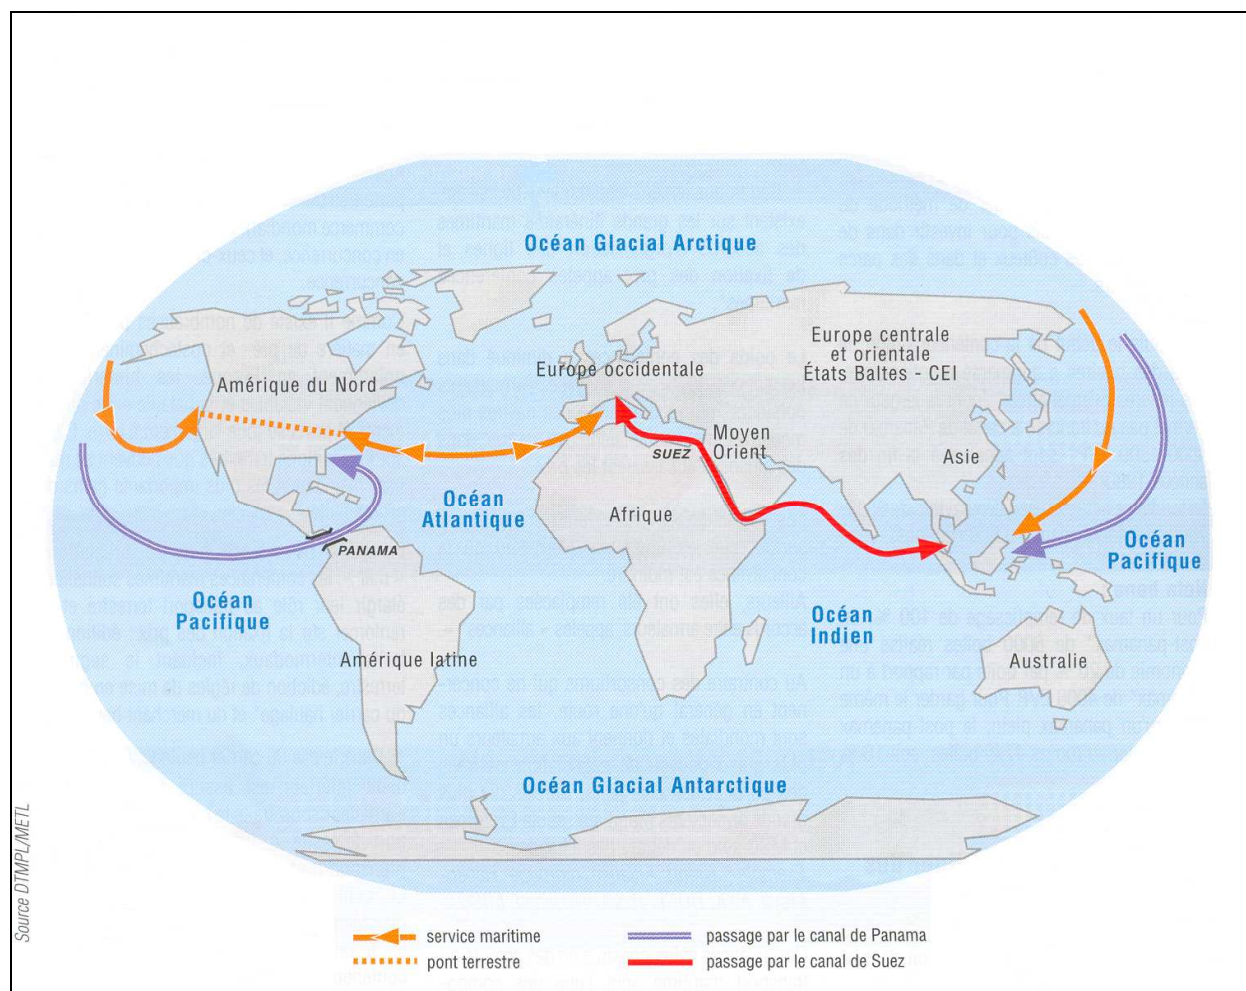 Océan Glacial Arctique
Europe centrale
et orientale
États Baltes - CEI
Europe occidentale
Amérique du Nord
Moyen
Orient
SUEZ
Asie
Océan
Atlantique
Afrique
PANAMA
Océan
Pacifique
Océan
Pacifique
Océan
Indien
Amérique latine
Australie
Océan Glacial Antarctique
Source DTMPL/METL
service maritime
passage par le canal de Panama
pont terrestre
passage par le canal de Suez